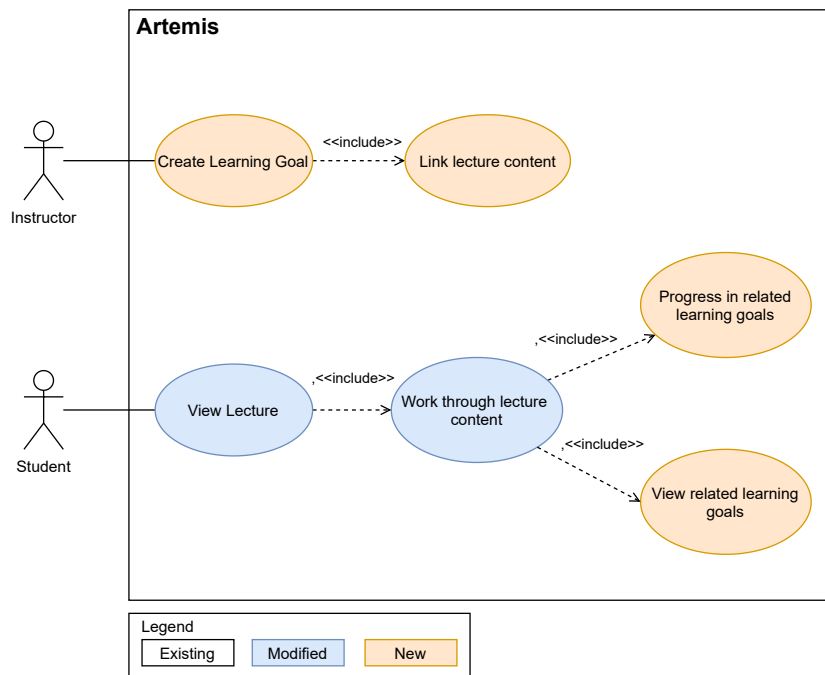 Artemis
<<include>>
Create Learning Goal
Link lecture content
Instructor
Progress in related
learning goals
,<<include>>
,<<include>>
Work through lecture
content
View Lecture
Student
,<<include>>
View related learning
goals
Legend
Existing
Modified
New